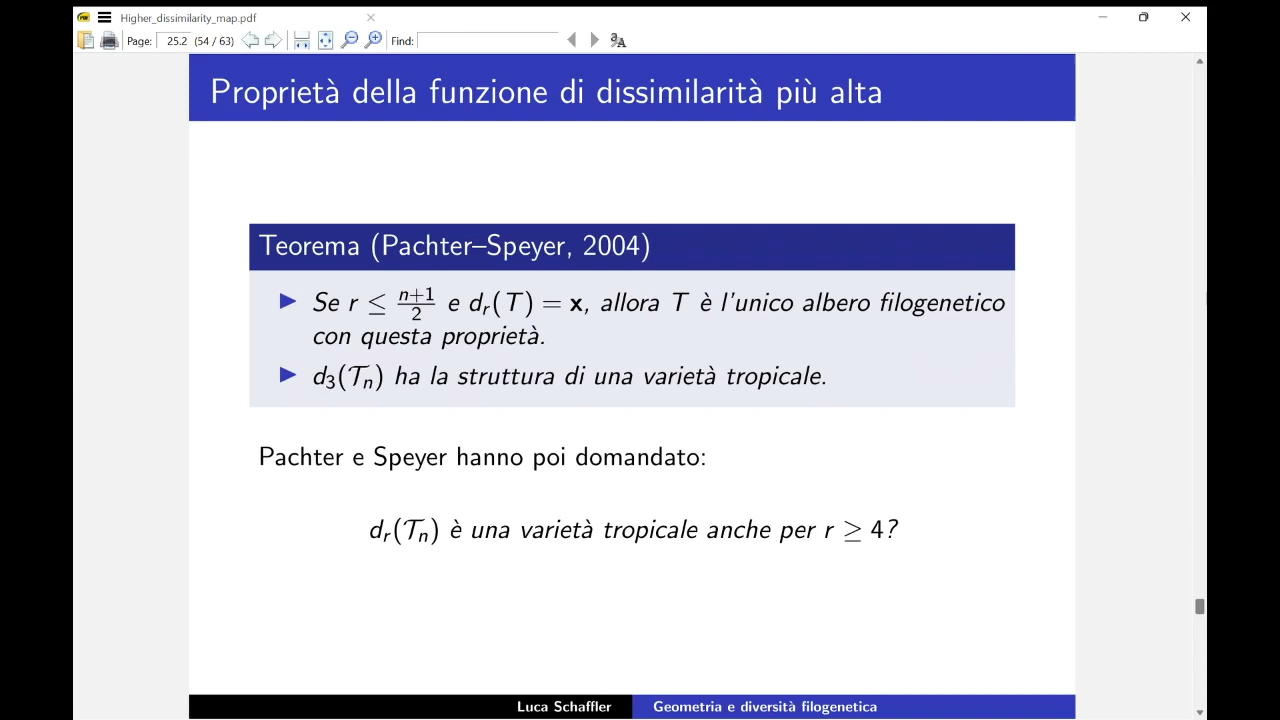 Higher_dissimilarity_map.pdf
Page: 25.2 (54 / 63) Find:
Proprietà della funzione di dissimilarità più alta
Teorema (Pachter–Speyer, 2004)
▶ Se r ≤ \frac{n+1}{2} e d_r(T) = x, allora T è l'unico albero filogenetico
con questa proprietà.
▶ d_3(𝒯_n) ha la struttura di una varietà tropicale.
Pachter e Speyer hanno poi domandato:
d_r(𝒯_n) è una varietà tropicale anche per r ≥ 4?
Luca Schaffler Geometria e diversità filogenetica